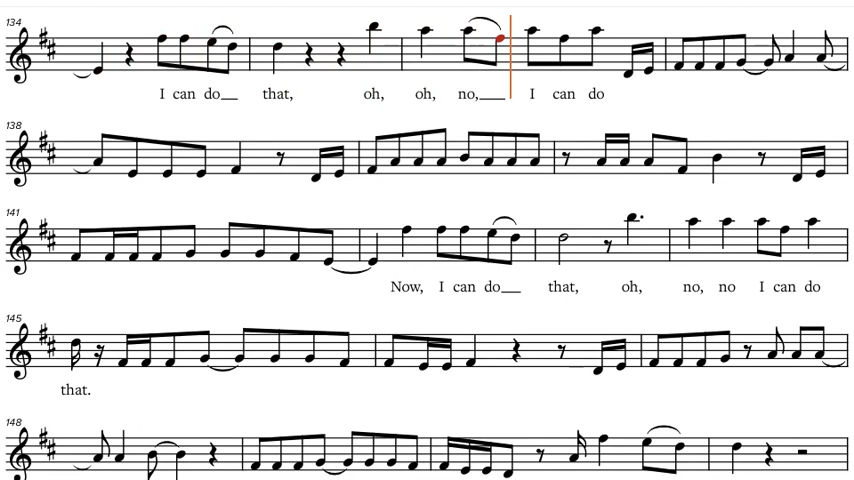 134
I can do__ that, oh, oh, no,__ I can do
138
141
Now, I can do__ that, oh, no, no I can do
145
that.
148